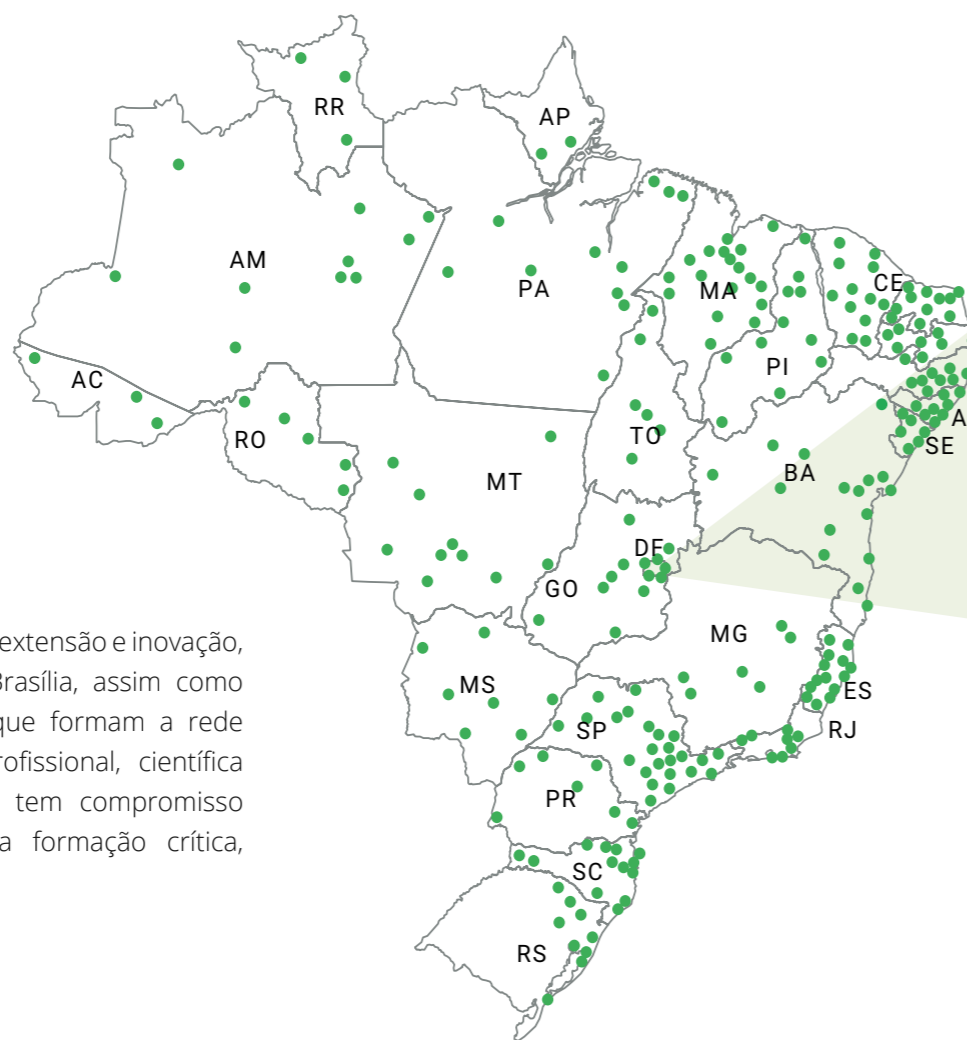 RR
AP
AM
PA
MA
CE
AC
PI
RO
TO
A
SE
MT
BA
DF
GO
MG
extensão e inovação,
Brasília, assim como
MS
ES
que formam a rede
SP
RJ
rofissional, científica
tem compromisso
PR
a formação crítica,
SC
RS